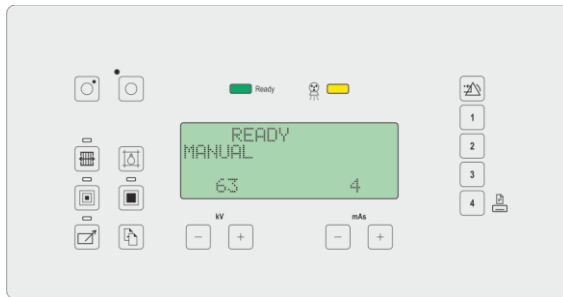 Ready
READY
MANUAL
63 4
kV mAs
- + - +
1
2
3
4